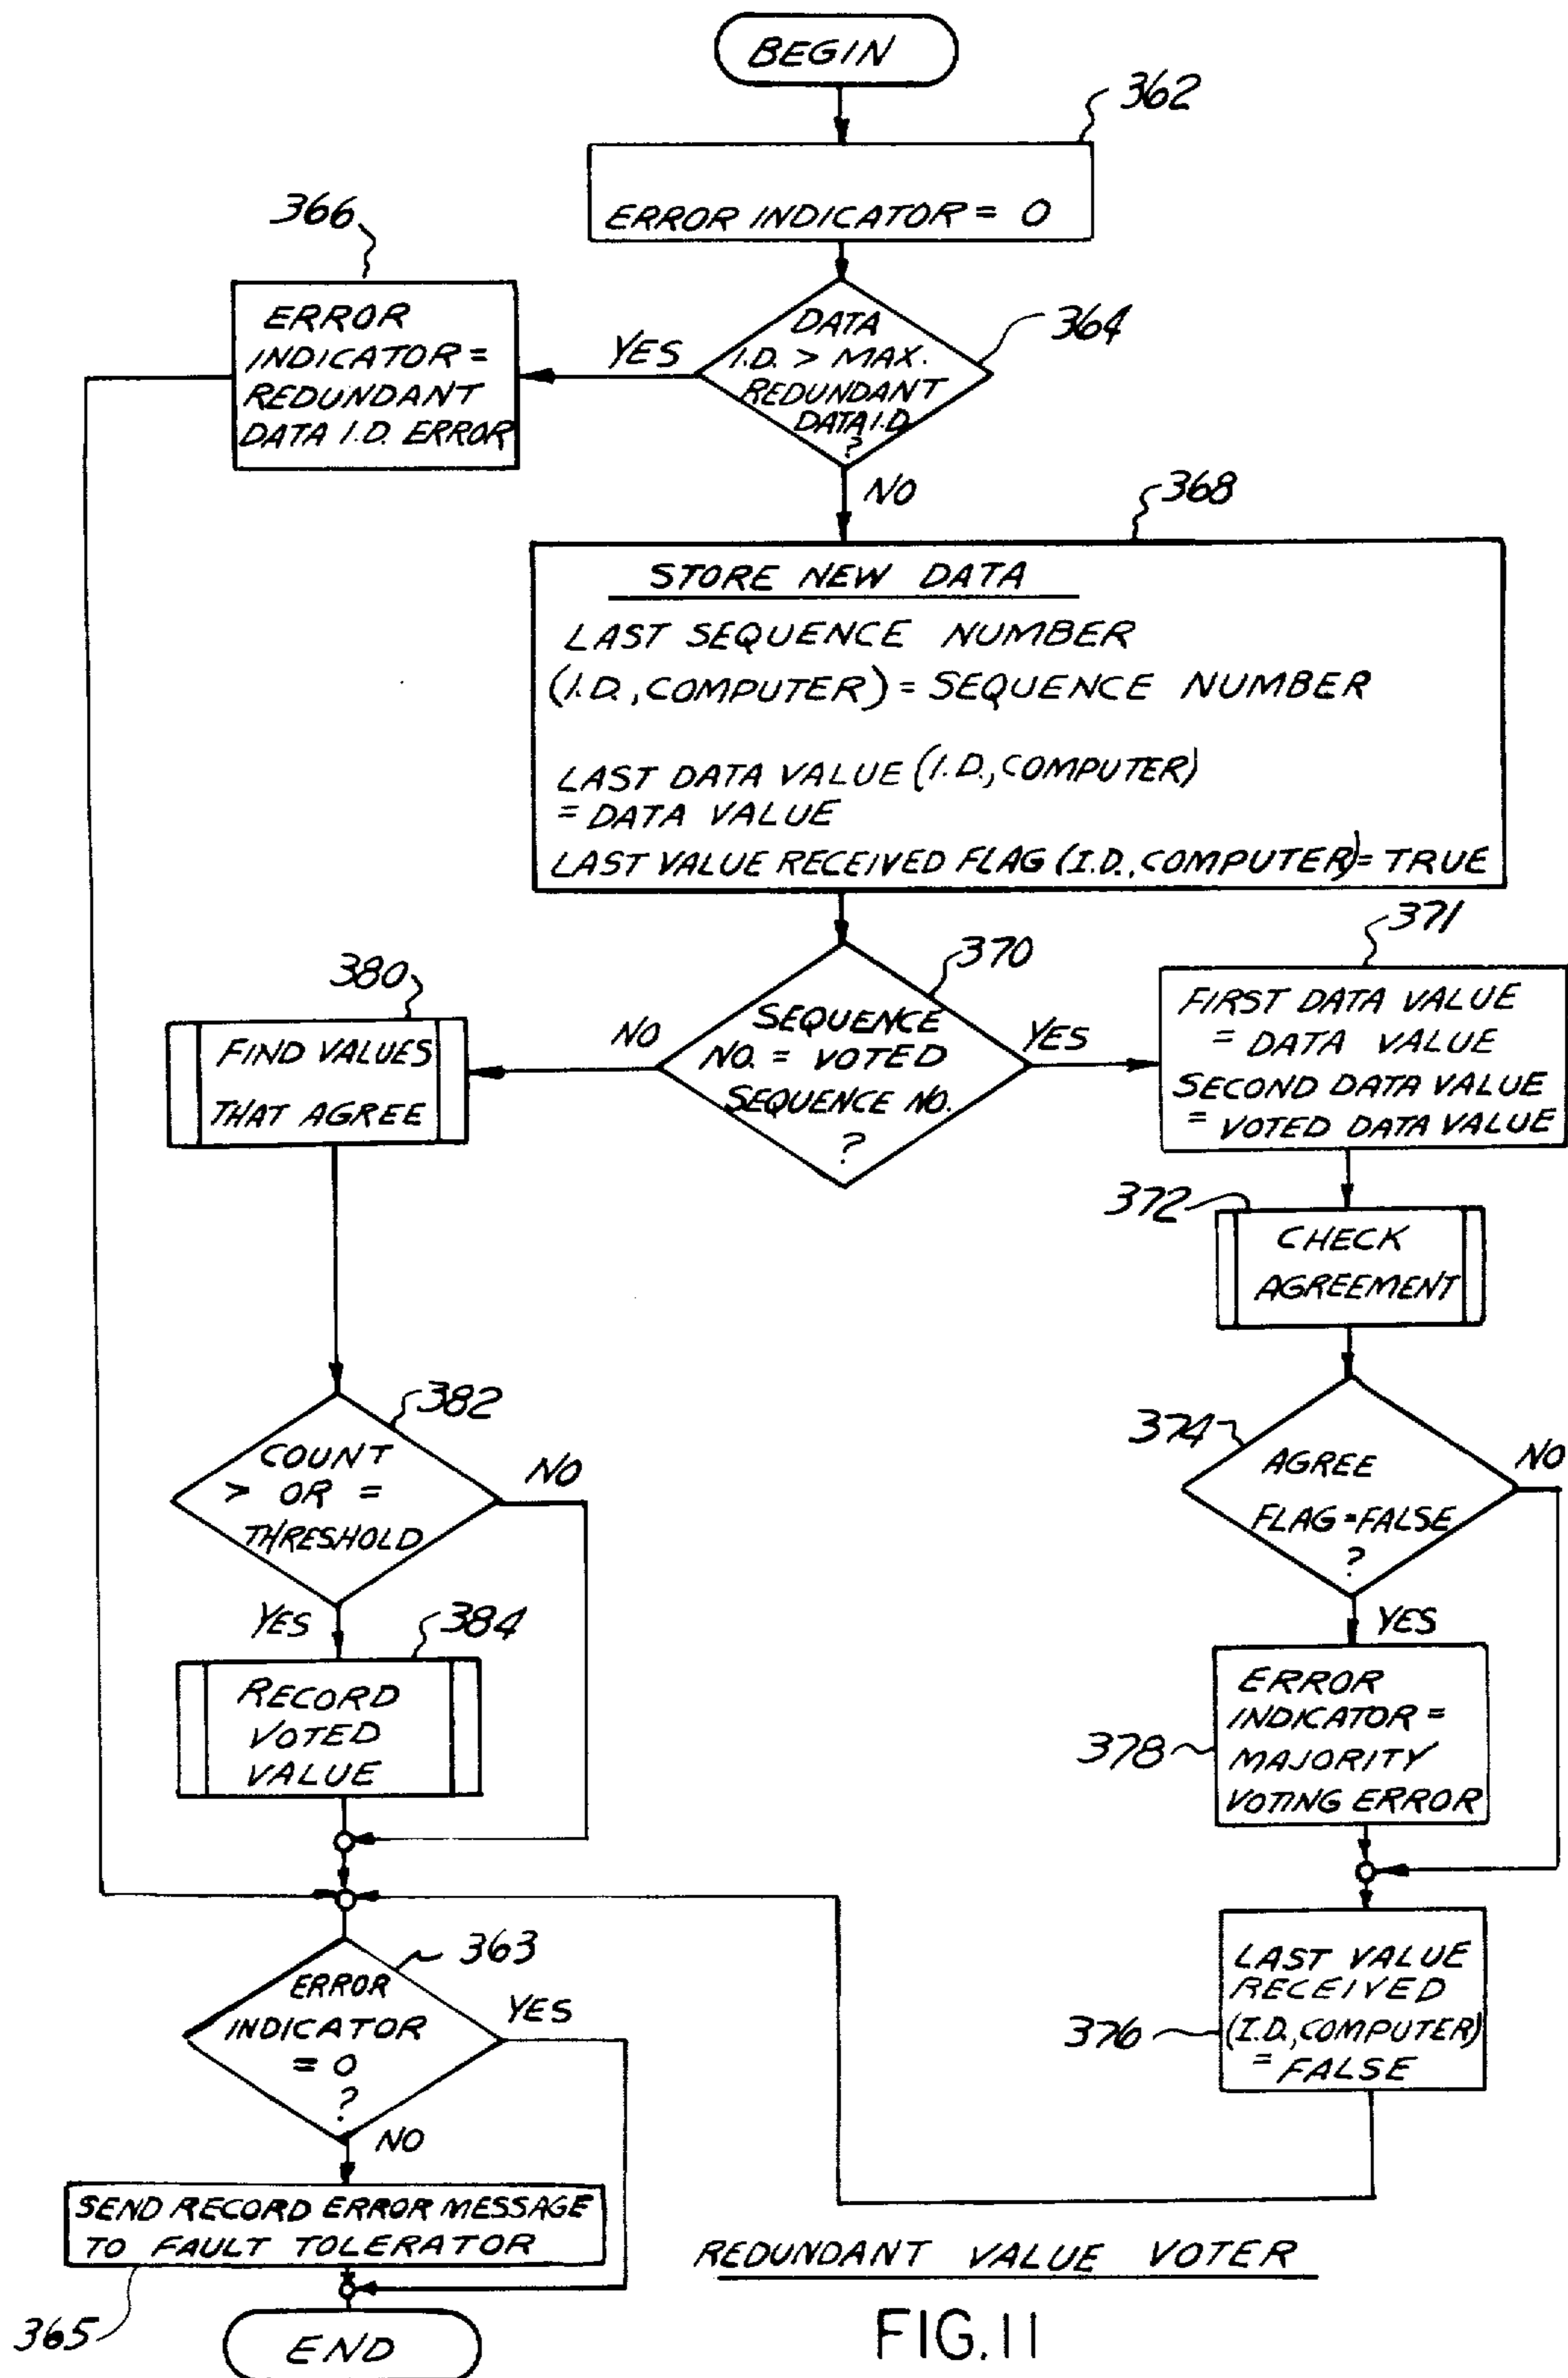 BEGIN
362
ERROR INDICATOR = 0
366
ERROR
INDICATOR =
REDUNDANT
DATA I.D. ERROR
YES
DATA
I.D. > MAX.
REDUNDANT
DATA I.D.
?
364
NO
368
STORE NEW DATA
LAST SEQUENCE NUMBER
(I.D., COMPUTER) = SEQUENCE NUMBER
LAST DATA VALUE (I.D., COMPUTER)
= DATA VALUE
LAST VALUE RECEIVED FLAG (I.D., COMPUTER) = TRUE
380
FIND VALUES
THAT AGREE
NO
370
SEQUENCE
NO. = VOTED
SEQUENCE NO.
?
YES
371
FIRST DATA VALUE
= DATA VALUE
SECOND DATA VALUE
= VOTED DATA VALUE
372
CHECK
AGREEMENT
382
COUNT
> OR =
THRESHOLD
NO
YES
374
AGREE
FLAG = FALSE
?
NO
YES
384
RECORD
VOTED
VALUE
378
ERROR
INDICATOR =
MAJORITY
VOTING ERROR
363
ERROR
INDICATOR
= 0
?
YES
NO
376
LAST VALUE
RECEIVED
(I.D., COMPUTER)
= FALSE
SEND RECORD ERROR MESSAGE
TO FAULT TOLERATOR
365
END
REDUNDANT VALUE VOTER
FIG. 11